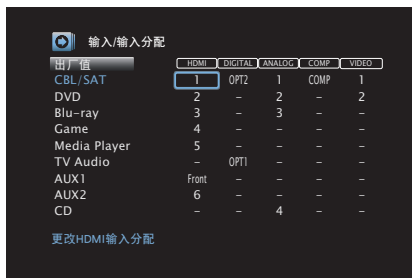 输入/输入分配
出厂值 HDMI DIGITAL ANALOG COMP VIDEO
CBL/SAT 1 OPT2 1 COMP 1
DVD 2 – 2 – 2
Blu-ray 3 – 3 – –
Game 4 – – – –
Media Player 5 – – – –
TV Audio – OPT1 – – –
AUX1 Front – – – –
AUX2 6 – – – –
CD – – 4 – –
更改HDMI输入分配